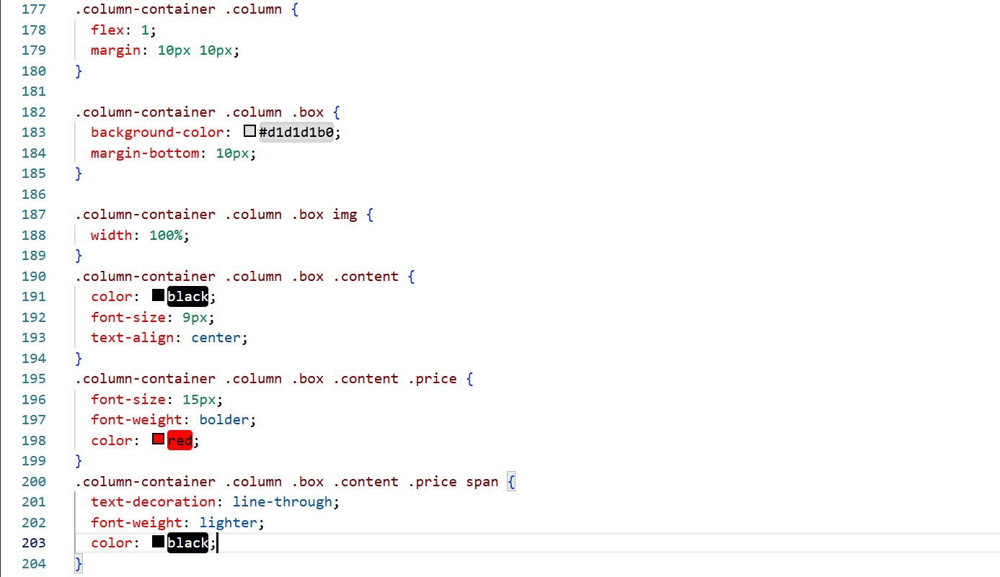 177 .column-container .column {
178 flex: 1;
179 margin: 10px 10px;
180 }
181
182 .column-container .column .box {
183 background-color: #d1d1d1b0;
184 margin-bottom: 10px;
185 }
186
187 .column-container .column .box img {
188 width: 100%;
189 }
190 .column-container .column .box .content {
191 color: black;
192 font-size: 9px;
193 text-align: center;
194 }
195 .column-container .column .box .content .price {
196 font-size: 15px;
197 font-weight: bolder;
198 color: red;
199 }
200 .column-container .column .box .content .price span {
201 text-decoration: line-through;
202 font-weight: lighter;
203 color: black;
204 }